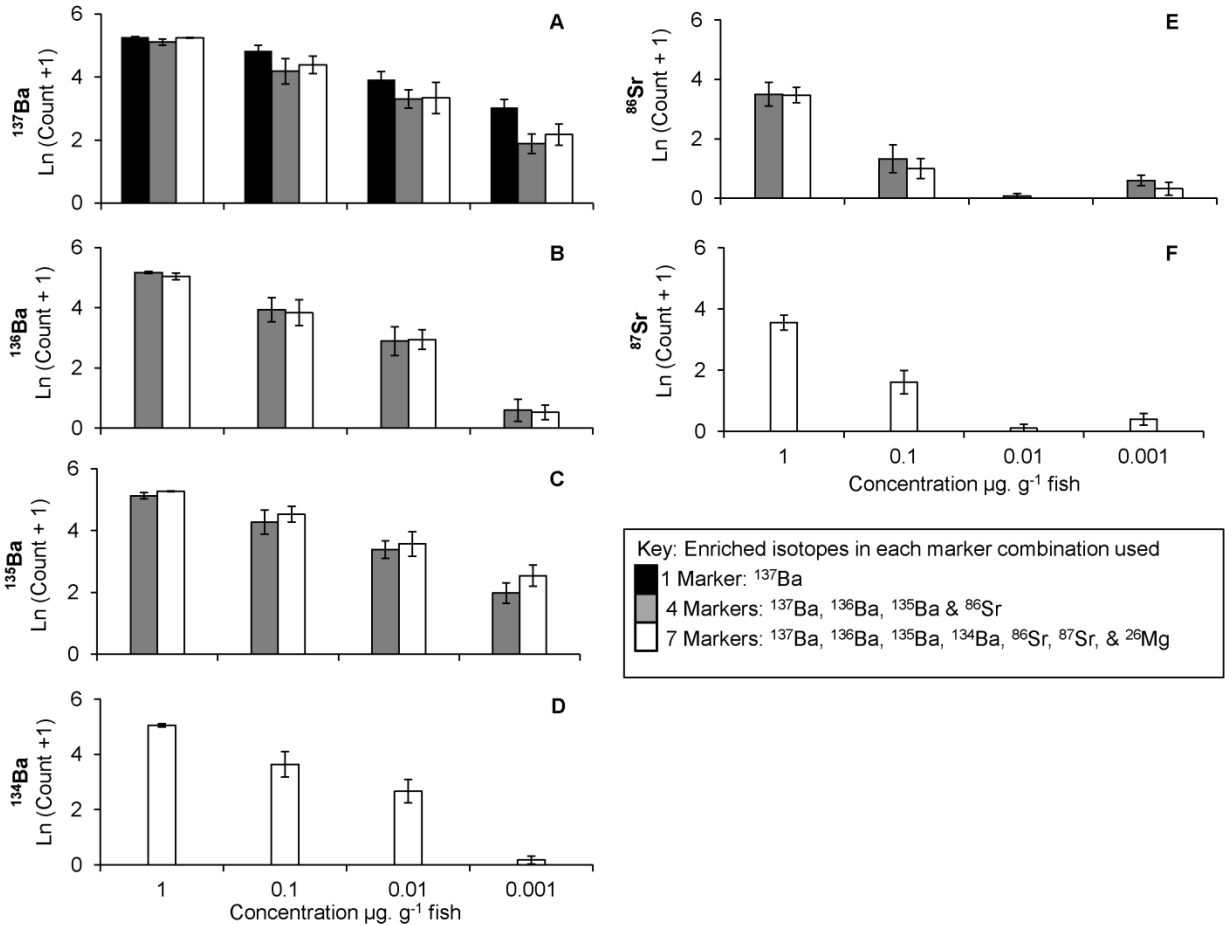 A
¹³⁷Ba
Ln (Count +1)
6
4
2
0
B
¹³⁶Ba
Ln (Count + 1)
6
4
2
0
C
¹³⁵Ba
Ln (Count + 1)
6
4
2
0
D
¹³⁴Ba
Ln (Count +1)
6
4
2
0
1 0.1 0.01 0.001
Concentration µg. g⁻¹ fish
E
⁸⁶Sr
Ln (Count + 1)
6
4
2
0
F
⁸⁷Sr
Ln (Count + 1)
6
4
2
0
1 0.1 0.01 0.001
Concentration µg. g⁻¹ fish
Key: Enriched isotopes in each marker combination used
1 Marker: ¹³⁷Ba
4 Markers: ¹³⁷Ba, ¹³⁶Ba, ¹³⁵Ba & ⁸⁶Sr
7 Markers: ¹³⁷Ba, ¹³⁶Ba, ¹³⁵Ba, ¹³⁴Ba, ⁸⁶Sr, ⁸⁷Sr, & ²⁶Mg